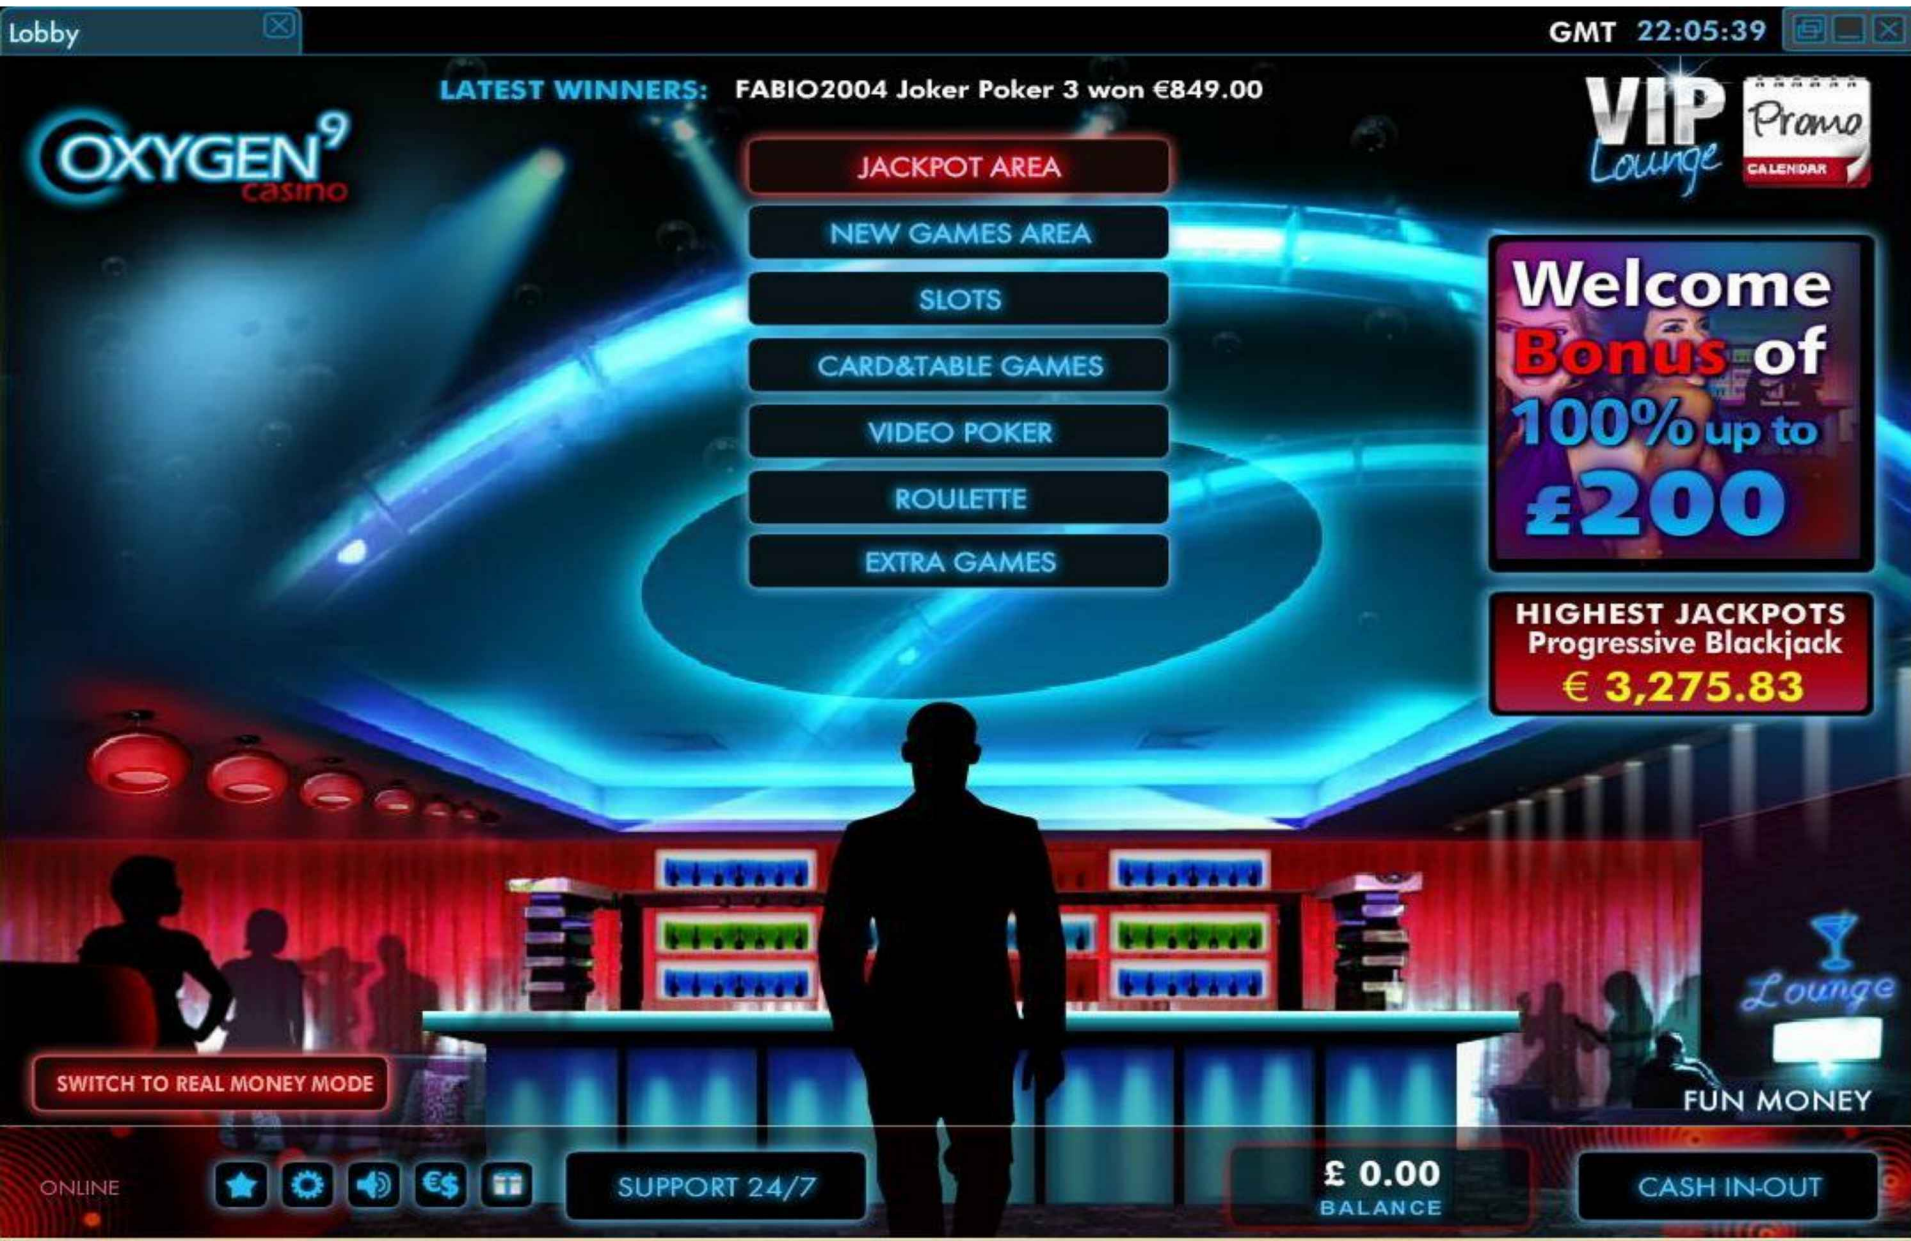 Lobby
GMT 22:05:39
LATEST WINNERS: FABIO2004 Joker Poker 3 won €849.00
OXYGEN9
casino
VIP
Lounge
Promo
CALENDAR
JACKPOT AREA
NEW GAMES AREA
SLOTS
CARD&TABLE GAMES
VIDEO POKER
ROULETTE
EXTRA GAMES
Welcome
Bonus of
100% up to
£200
HIGHEST JACKPOTS
Progressive Blackjack
€ 3,275.83
Lounge
SWITCH TO REAL MONEY MODE
FUN MONEY
ONLINE
€$
SUPPORT 24/7
£ 0.00
BALANCE
CASH IN-OUT